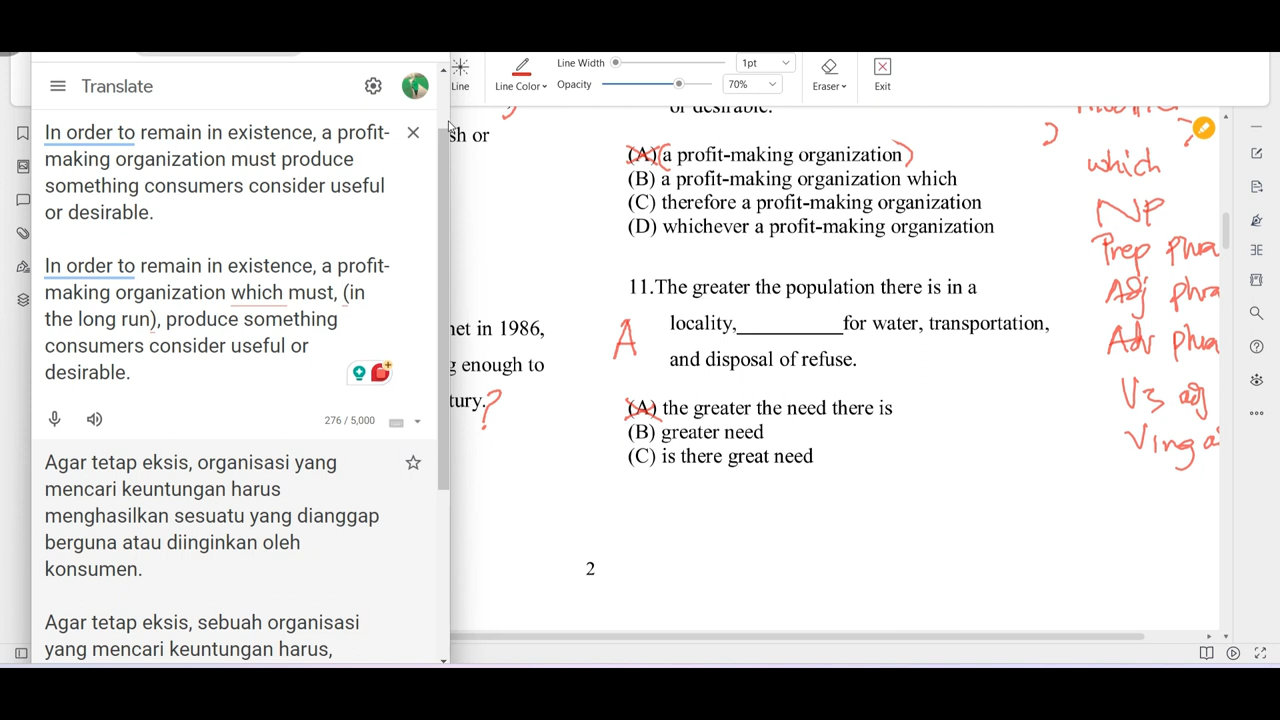 Line
Line Color
Line Width
1pt
Opacity
70%
Eraser
Exit
Translate
In order to remain in existence, a profit-
making organization must produce
something consumers consider useful
or desirable.
In order to remain in existence, a profit-
making organization which must, (in
the long run), produce something
consumers consider useful or
desirable.
276 / 5,000
Agar tetap eksis, organisasi yang
mencari keuntungan harus
menghasilkan sesuatu yang dianggap
berguna atau diinginkan oleh
konsumen.
Agar tetap eksis, sebuah organisasi
yang mencari keuntungan harus,
sh or
net in 1986,
g enough to
tury.?
or desirable.
(A) (a profit-making organization)
(B) a profit-making organization which
(C) therefore a profit-making organization
(D) whichever a profit-making organization
11.The greater the population there is in a
A locality,__________for water, transportation,
and disposal of refuse.
(A) the greater the need there is
(B) greater need
(C) is there great need
2
which
NP
Prep phra
Adj phra
Adv phra
V3 adj
Ving a